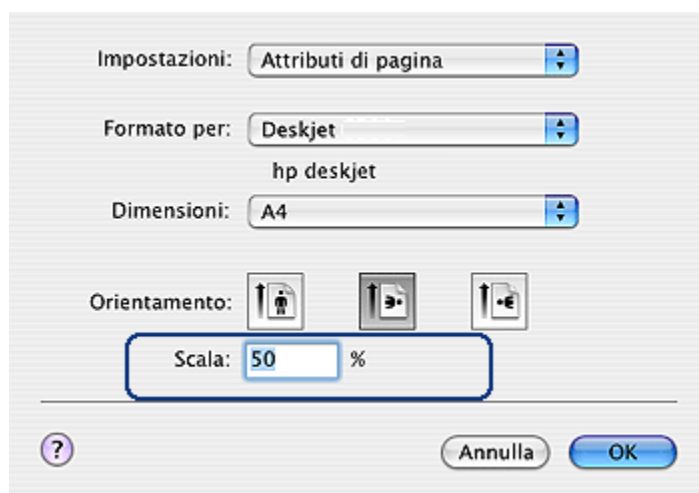 Impostazioni: Attributi di pagina
Formato per: Deskjet
hp deskjet
Dimensioni: A4
Orientamento:
Scala: 50 %
? Annulla OK